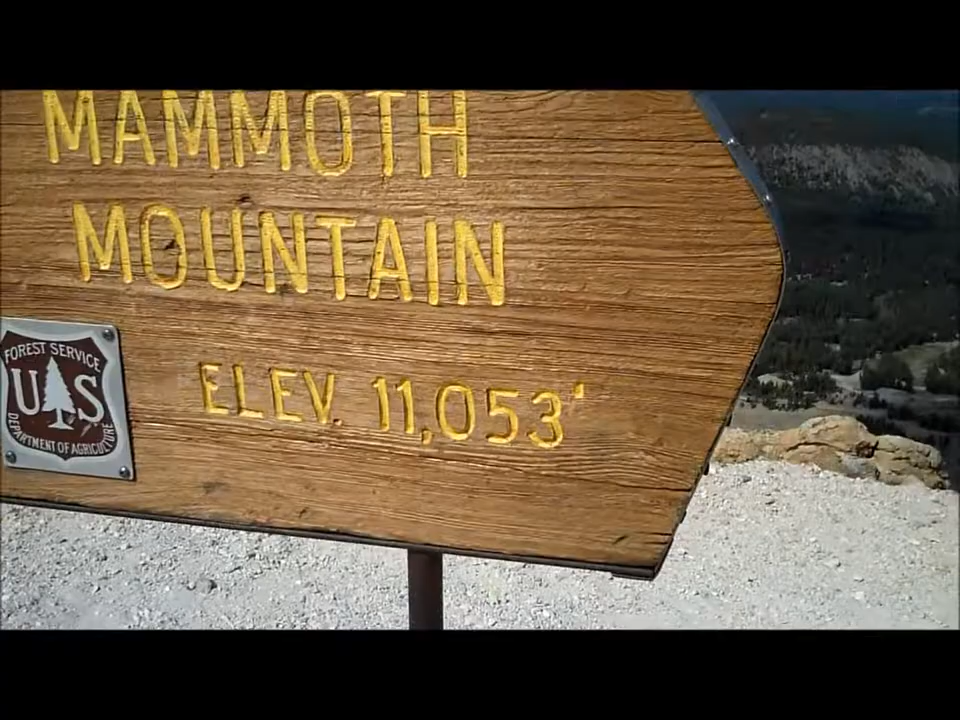 MAMMOTH
MOUNTAIN
ELEV. 11,053'
FOREST SERVICE
U S
DEPARTMENT OF AGRICULTURE